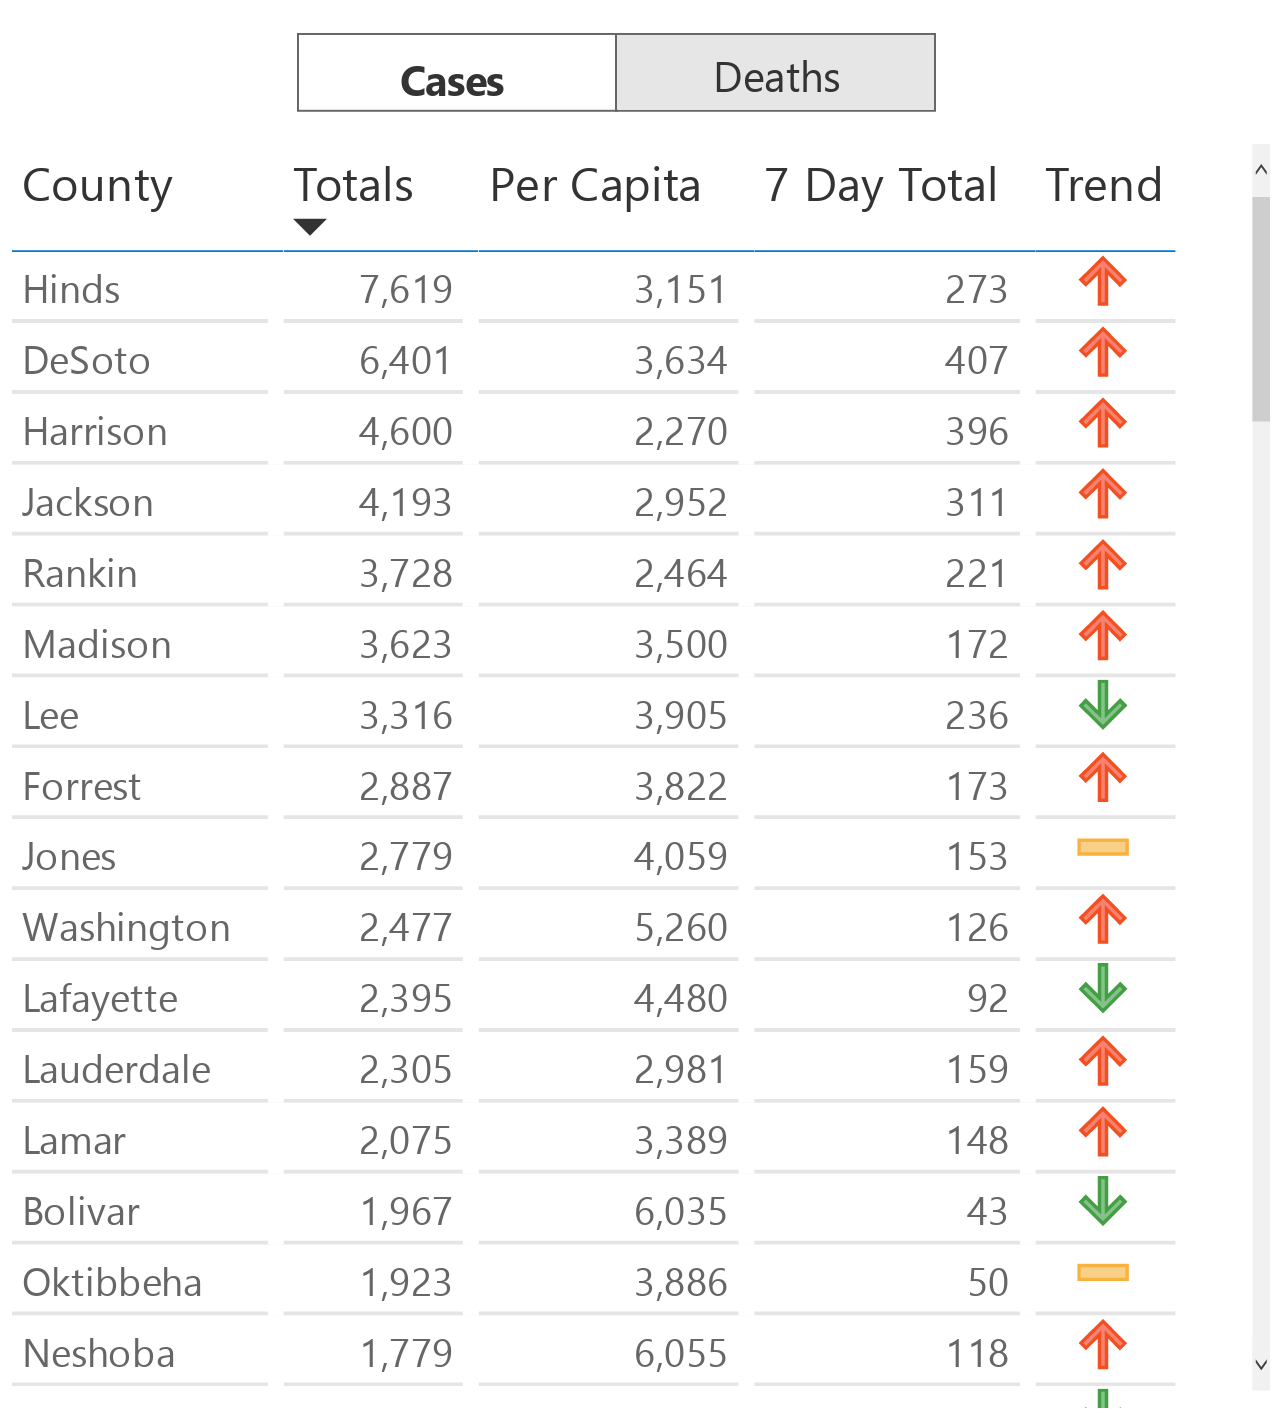 Cases Deaths
County Totals Per Capita 7 Day Total Trend
Hinds 7,619 3,151 273
DeSoto 6,401 3,634 407
Harrison 4,600 2,270 396
Jackson 4,193 2,952 311
Rankin 3,728 2,464 221
Madison 3,623 3,500 172
Lee 3,316 3,905 236
Forrest 2,887 3,822 173
Jones 2,779 4,059 153
Washington 2,477 5,260 126
Lafayette 2,395 4,480 92
Lauderdale 2,305 2,981 159
Lamar 2,075 3,389 148
Bolivar 1,967 6,035 43
Oktibbeha 1,923 3,886 50
Neshoba 1,779 6,055 118